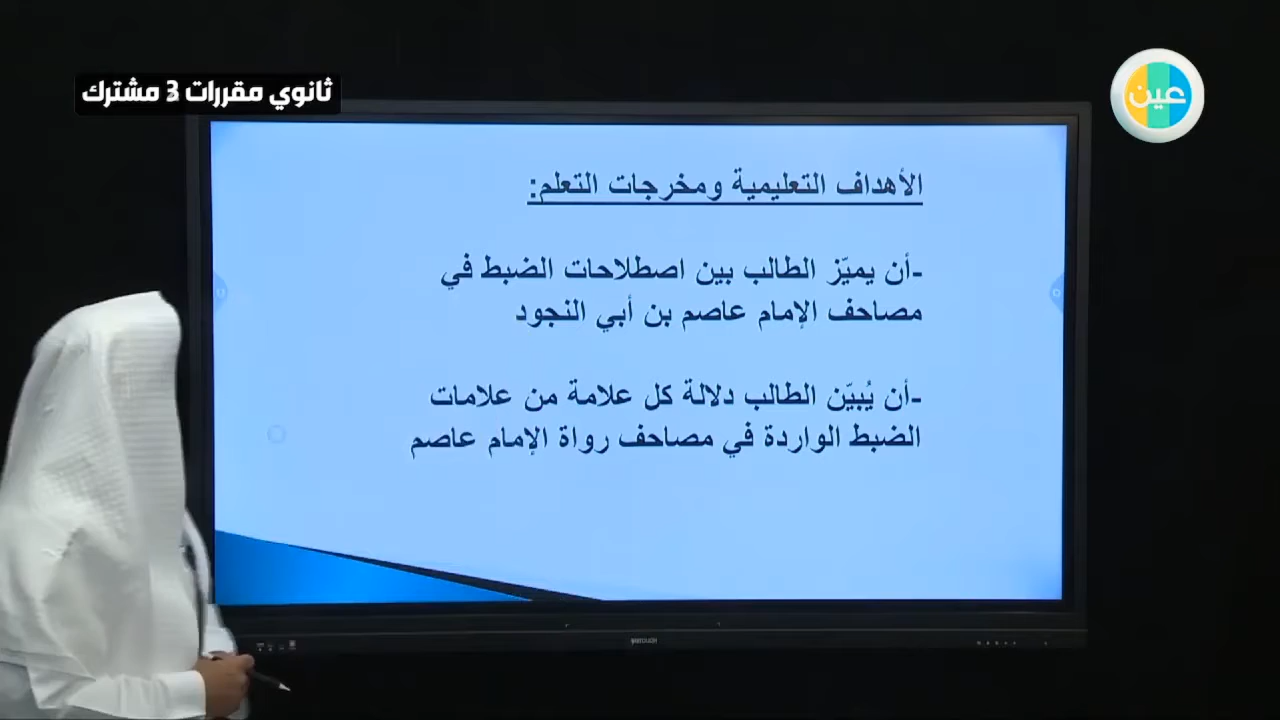 ثانوي مقررات 3 مشترك
عين
الأهداف التعليمية ومخرجات التعلم:
-أن يميّز الطالب بين اصطلاحات الضبط في
مصاحف الإمام عاصم بن أبي النجود
-أن يُبيّن الطالب دلالة كل علامة من علامات
الضبط الواردة في مصاحف رواة الإمام عاصم